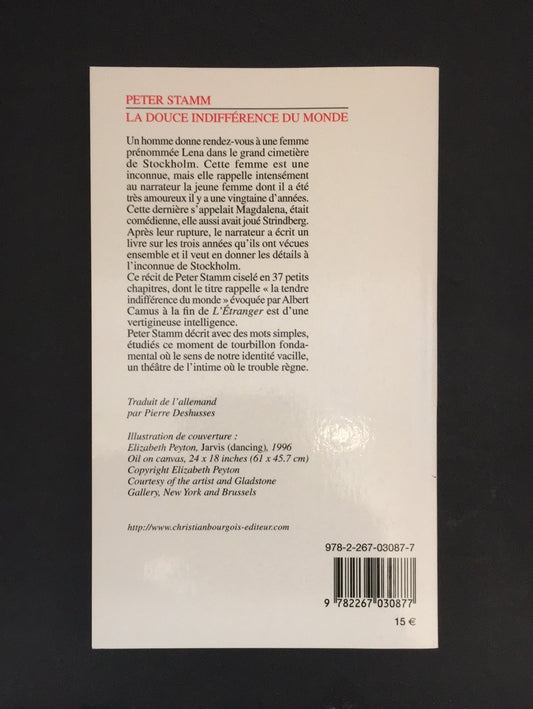 PETER STAMM
LA DOUCE INDIFFÉRENCE DU MONDE
Un homme donne rendez-vous à une femme
prénommée Lena dans le grand cimetière
de Stockholm. Cette femme est une
inconnue, mais elle rappelle intensément
au narrateur la jeune femme dont il a été
très amoureux il y a une vingtaine d’années.
Cette dernière s’appelait Magdalena, était
comédienne, elle aussi avait joué Strindberg.
Après leur rupture, le narrateur a écrit un
livre sur les trois années qu’ils ont vécues
ensemble et il veut en donner les détails à
l’inconnue de Stockholm.
Ce récit de Peter Stamm ciselé en 37 petits
chapitres, dont le titre rappelle « la tendre
indifférence du monde » évoquée par Albert
Camus à la fin de L’Étranger est d’une
vertigineuse intelligence.
Peter Stamm décrit avec des mots simples,
étudiés ce moment de tourbillon fonda-
mental où le sens de notre identité vacille,
un théâtre de l’intime où le trouble règne.
Traduit de l’allemand
par Pierre Deshusses
Illustration de couverture :
Elizabeth Peyton, Jarvis (dancing), 1996
Oil on canvas, 24 x 18 inches (61 x 45.7 cm)
Copyright Elizabeth Peyton
Courtesy of the artist and Gladstone
Gallery, New York and Brussels
http://www.christianbourgois-editeur.com
978-2-267-03087-7
9 782267 030877
15 €